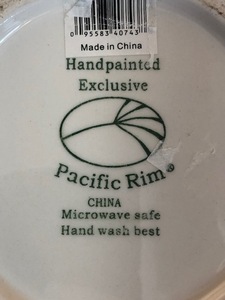 0 95583 40743
Made in China
Handpainted
Exclusive
Pacific Rim®
CHINA
Microwave safe
Hand wash best